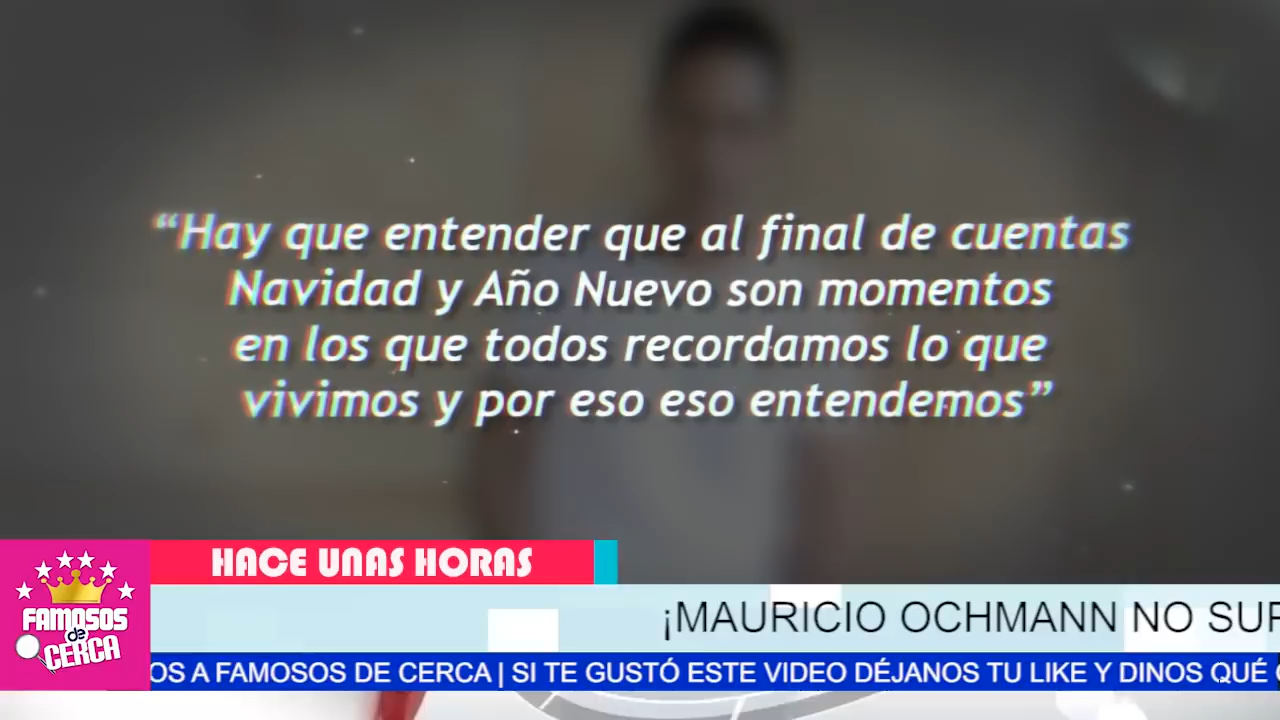 “Hay que entender que al final de cuentas
Navidad y Año Nuevo son momentos
en los que todos recordamos lo que
vivimos y por eso eso entendemos”
HACE UNAS HORAS
¡MAURICIO OCHMANN NO
FAMOSOS
de
CERCA
A FAMOSOS DE CERCA | SI TE GUSTÓ ESTE VIDEO DÉJANOS TU LIKE Y DINOS QUÉ